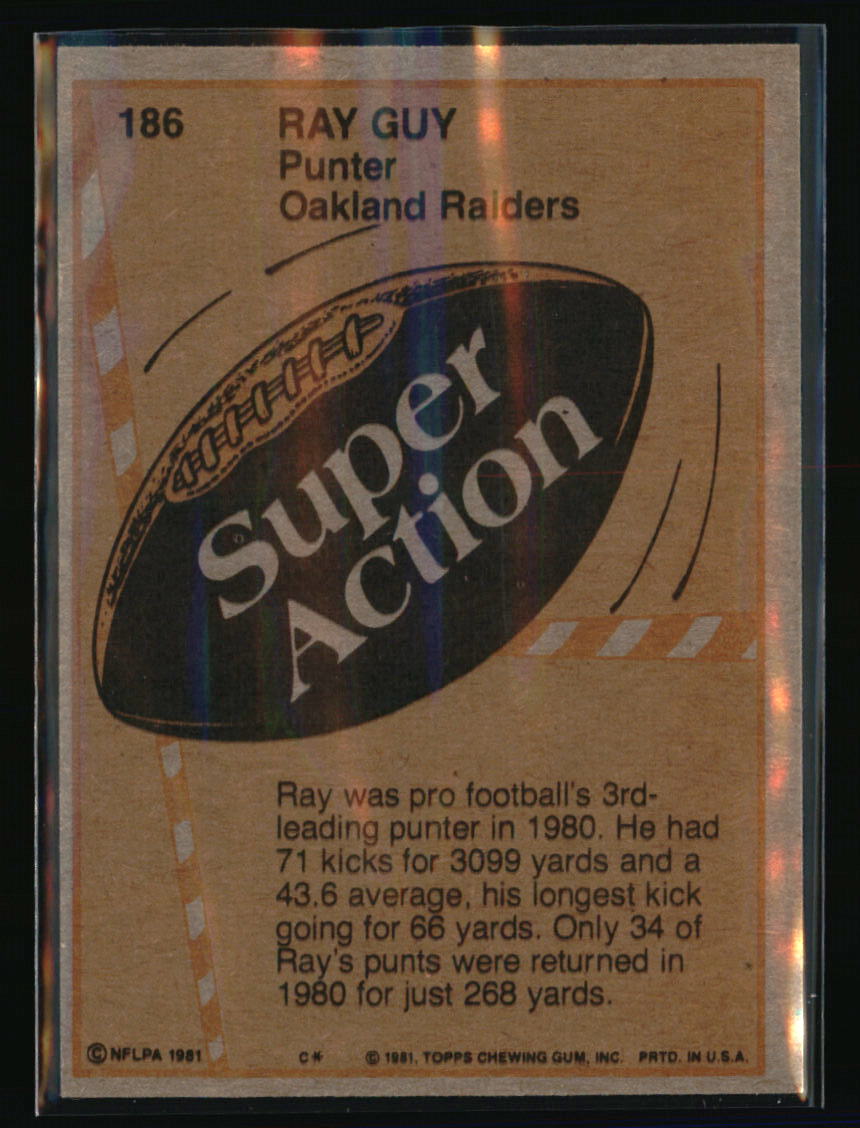 186
RAY GUY
Punter
Oakland Raiders
Super
Action
Ray was pro football's 3rd-
leading punter in 1980. He had
71 kicks for 3099 yards and a
43.6 average, his longest kick
going for 66 yards. Only 34 of
Ray's punts were returned in
1980 for just 268 yards.
© NFLPA 1981 C* © 1981, TOPPS CHEWING GUM, INC. PRTD. IN U.S.A.